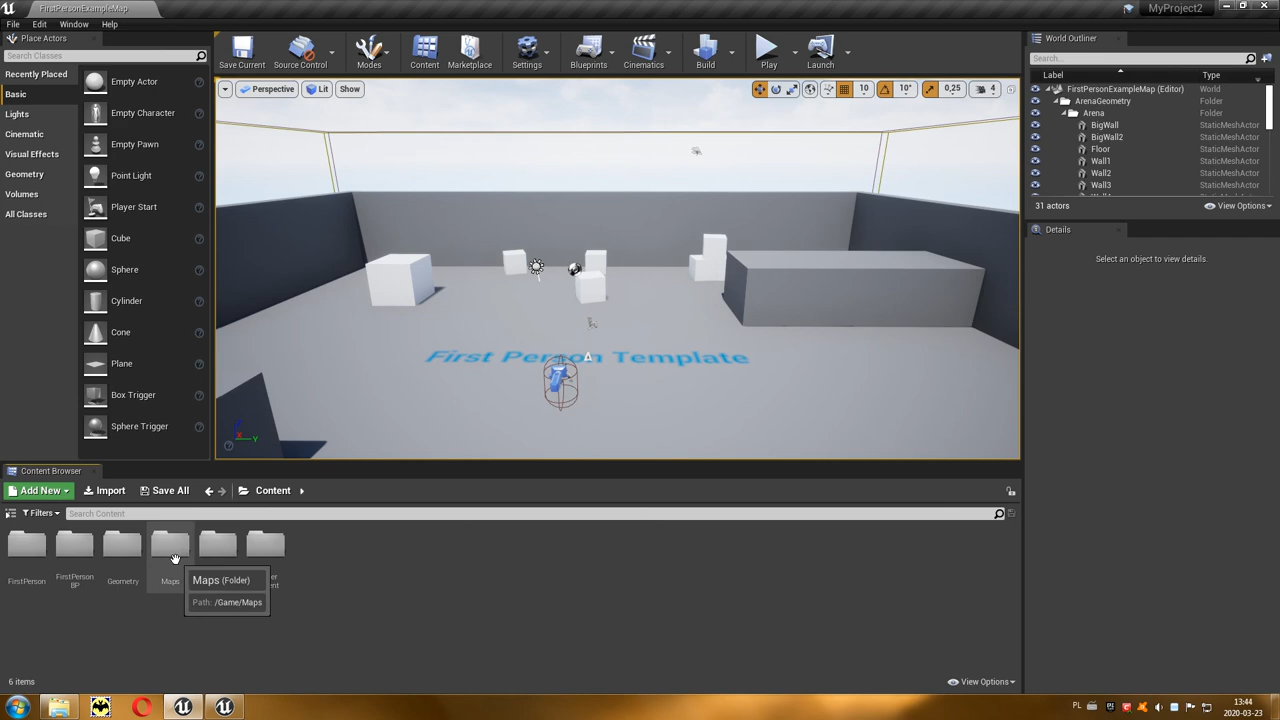 FirstPersonExampleMap
MyProject2
File Edit Window Help
Place Actors
Search Classes
Recently Placed
Basic
Lights
Cinematic
Visual Effects
Geometry
Volumes
All Classes
Empty Actor
Empty Character
Empty Pawn
Point Light
Player Start
Cube
Sphere
Cylinder
Cone
Plane
Box Trigger
Sphere Trigger
Save Current
Source Control
Modes
Content
Marketplace
Settings
Blueprints
Cinematics
Build
Play
Launch
Perspective Lit Show
10 10° 0,25 4
First Person Template
World Outliner
Search...
Label Type
FirstPersonExampleMap (Editor) World
ArenaGeometry Folder
Arena Folder
BigWall StaticMeshActor
BigWall2 StaticMeshActor
Floor StaticMeshActor
Wall1 StaticMeshActor
Wall2 StaticMeshActor
Wall3 StaticMeshActor
31 actors
View Options
Details
Select an object to view details.
Content Browser
Add New Import Save All Content
Filters Search Content
FirstPerson
FirstPerson
BP
Geometry
Maps
Maps (Folder)
Path: /Game/Maps
6 items
View Options
PL
13:44
2020-03-23